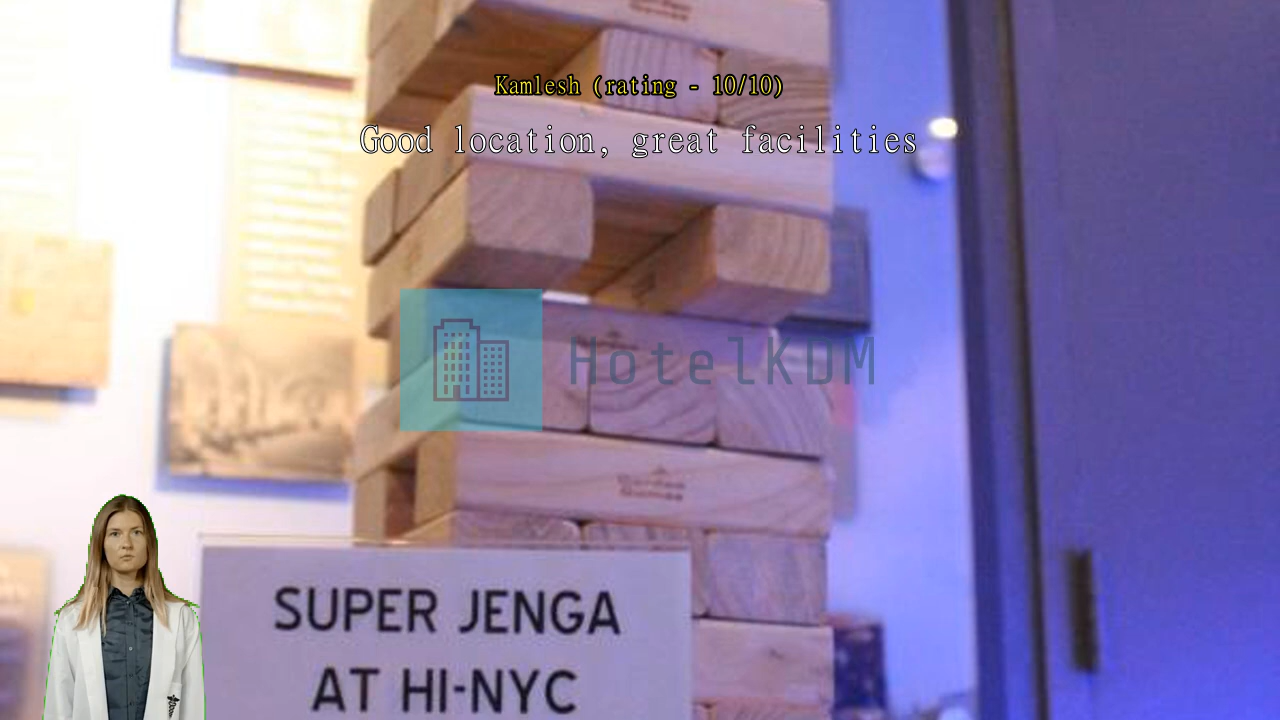 Kamlesh (rating - 10/10)
Good location, great facilities
HotelKDM
SUPER JENGA
AT HI-NYC